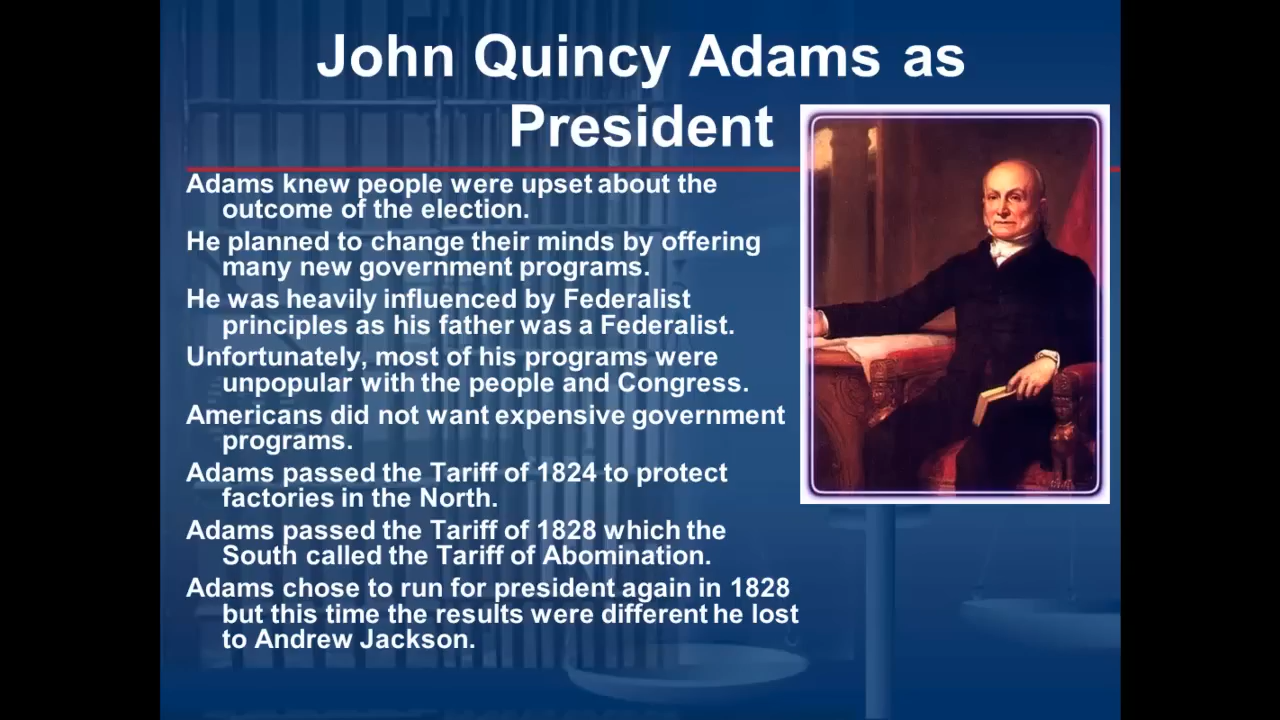 John Quincy Adams as
President
Adams knew people were upset about the
outcome of the election.
He planned to change their minds by offering
many new government programs.
He was heavily influenced by Federalist
principles as his father was a Federalist.
Unfortunately, most of his programs were
unpopular with the people and Congress.
Americans did not want expensive government
programs.
Adams passed the Tariff of 1824 to protect
factories in the North.
Adams passed the Tariff of 1828 which the
South called the Tariff of Abomination.
Adams chose to run for president again in 1828
but this time the results were different he lost
to Andrew Jackson.